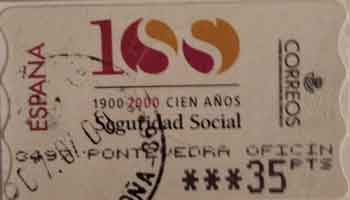 ESPAÑA
100
CORREOS
1900 2000 CIEN AÑOS
Seguridad Social
PONTEVEDRA OFICIN
***35 PTS